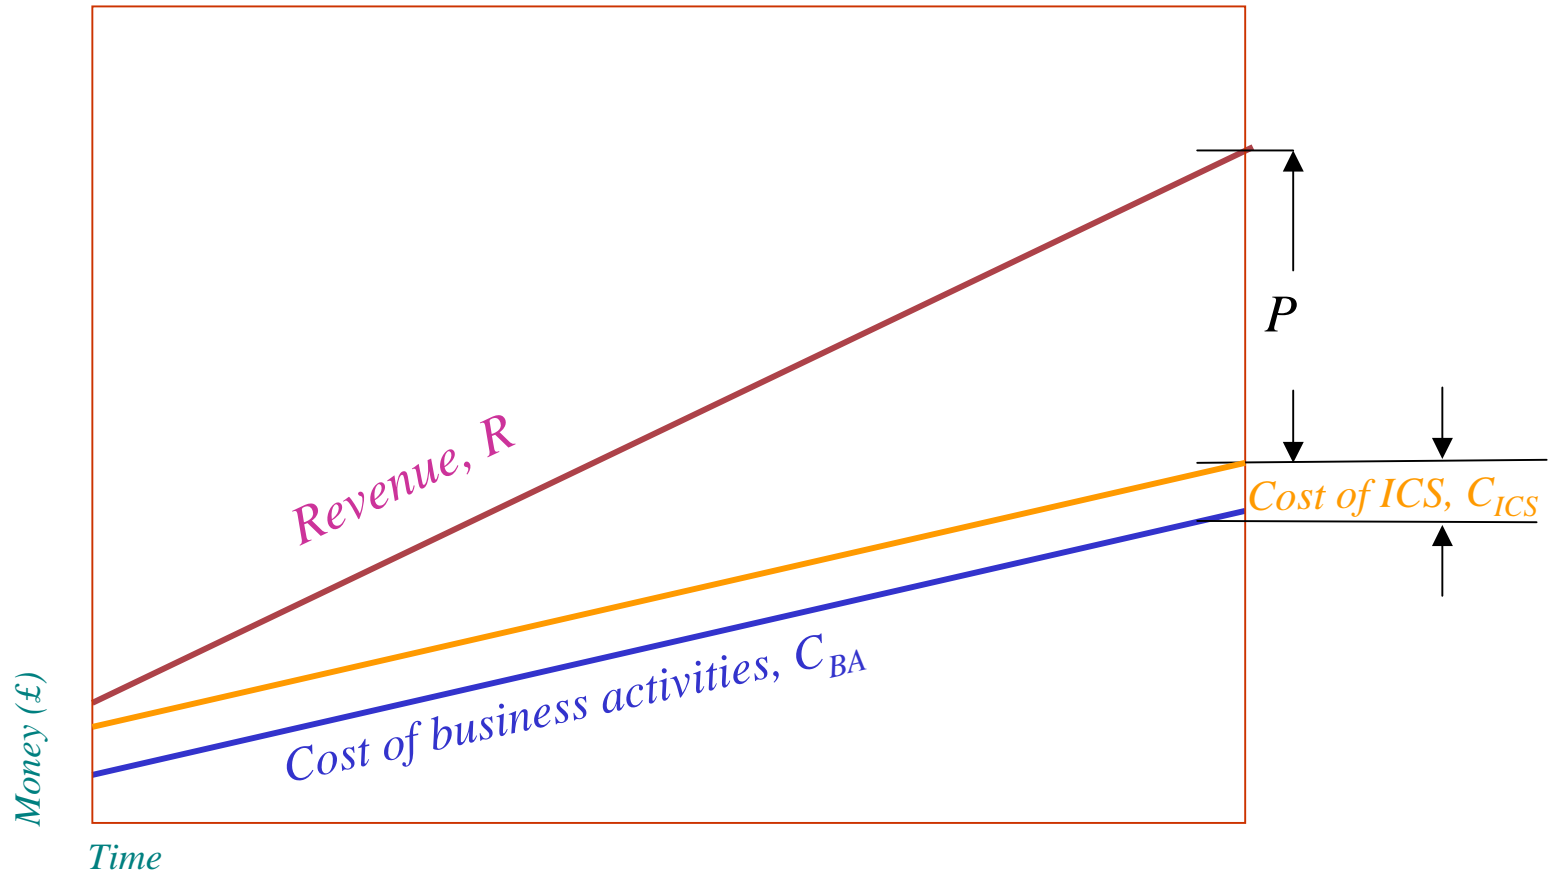 P
Revenue, R
Cost of ICS, C_ICS
Cost of business activities, C_BA
Money (£)
Time